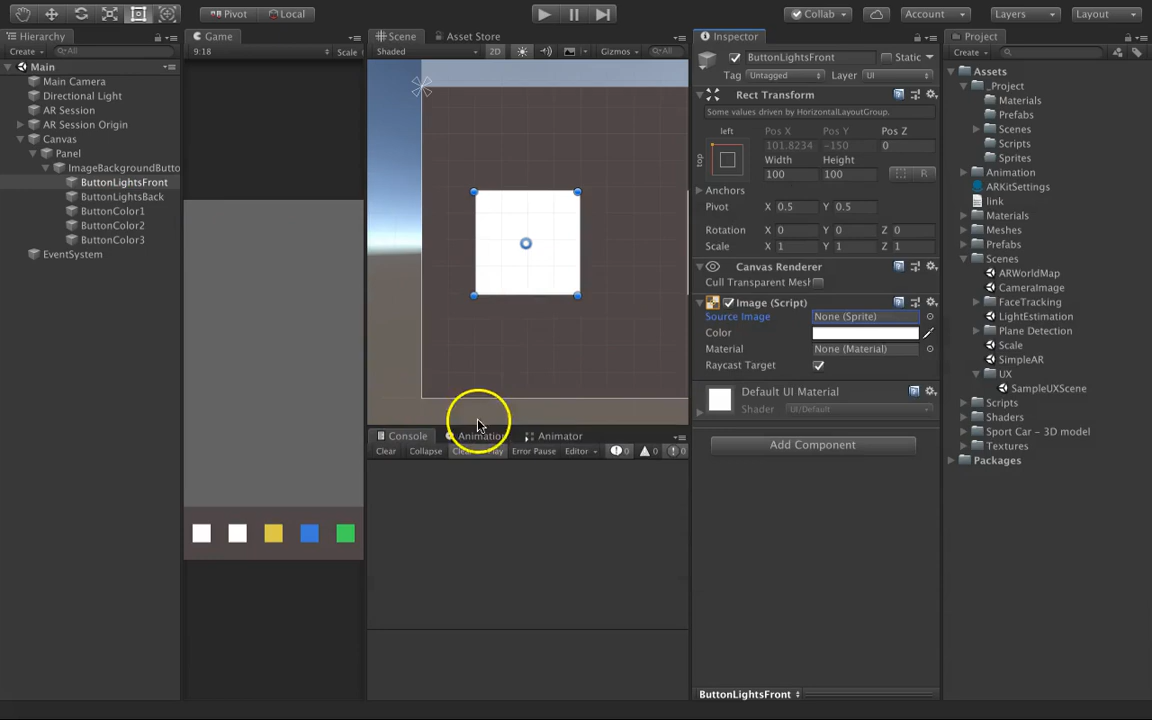 Pivot
Local
Collab
Account
Layers
Layout
Hierarchy
Create
All
Main
Main Camera
Directional Light
AR Session
AR Session Origin
Canvas
Panel
ImageBackgroundButto
ButtonLightsFront
ButtonLightsBack
ButtonColor1
ButtonColor2
ButtonColor3
EventSystem
Game
9:18
Scale
Scene
Asset Store
Shaded
2D
Gizmos
All
Console
Animation
Animator
Clear
Collapse
Error Pause
Editor
0
0
0
Inspector
ButtonLightsFront
Static
Tag
Untagged
Layer
UI
Rect Transform
Some values driven by HorizontalLayoutGroup.
left
top
Pos X
Pos Y
Pos Z
101.8234
-150
0
Width
Height
100
100
R
Anchors
Pivot
X 0.5
Y 0.5
Rotation
X 0
Y 0
Z 0
Scale
X 1
Y 1
Z 1
Canvas Renderer
Cull Transparent Mesh
Image (Script)
Source Image
None (Sprite)
Color
Material
None (Material)
Raycast Target
Default UI Material
Shader
UI/Default
Add Component
ButtonLightsFront
Project
Create
Assets
_Project
Materials
Prefabs
Scenes
Scripts
Sprites
Animation
ARKitSettings
link
Materials
Meshes
Prefabs
Scenes
ARWorldMap
CameraImage
FaceTracking
LightEstimation
Plane Detection
Scale
SimpleAR
UX
SampleUXScene
Scripts
Shaders
Sport Car – 3D model
Textures
Packages